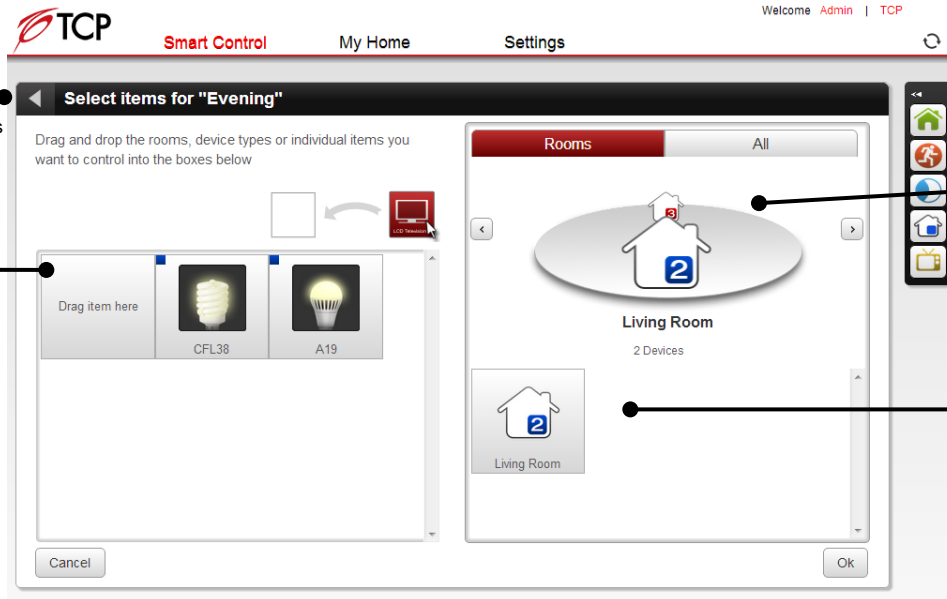 Welcome Admin | TCP
TCP
Smart Control My Home Settings
<<
Select items for "Evening"
s
Drag and drop the rooms, device types or individual items you
want to control into the boxes below
Rooms All
LCD Television
3
2
Drag item here
CFL38 A19
Living Room
2 Devices
2
Living Room
Cancel Ok